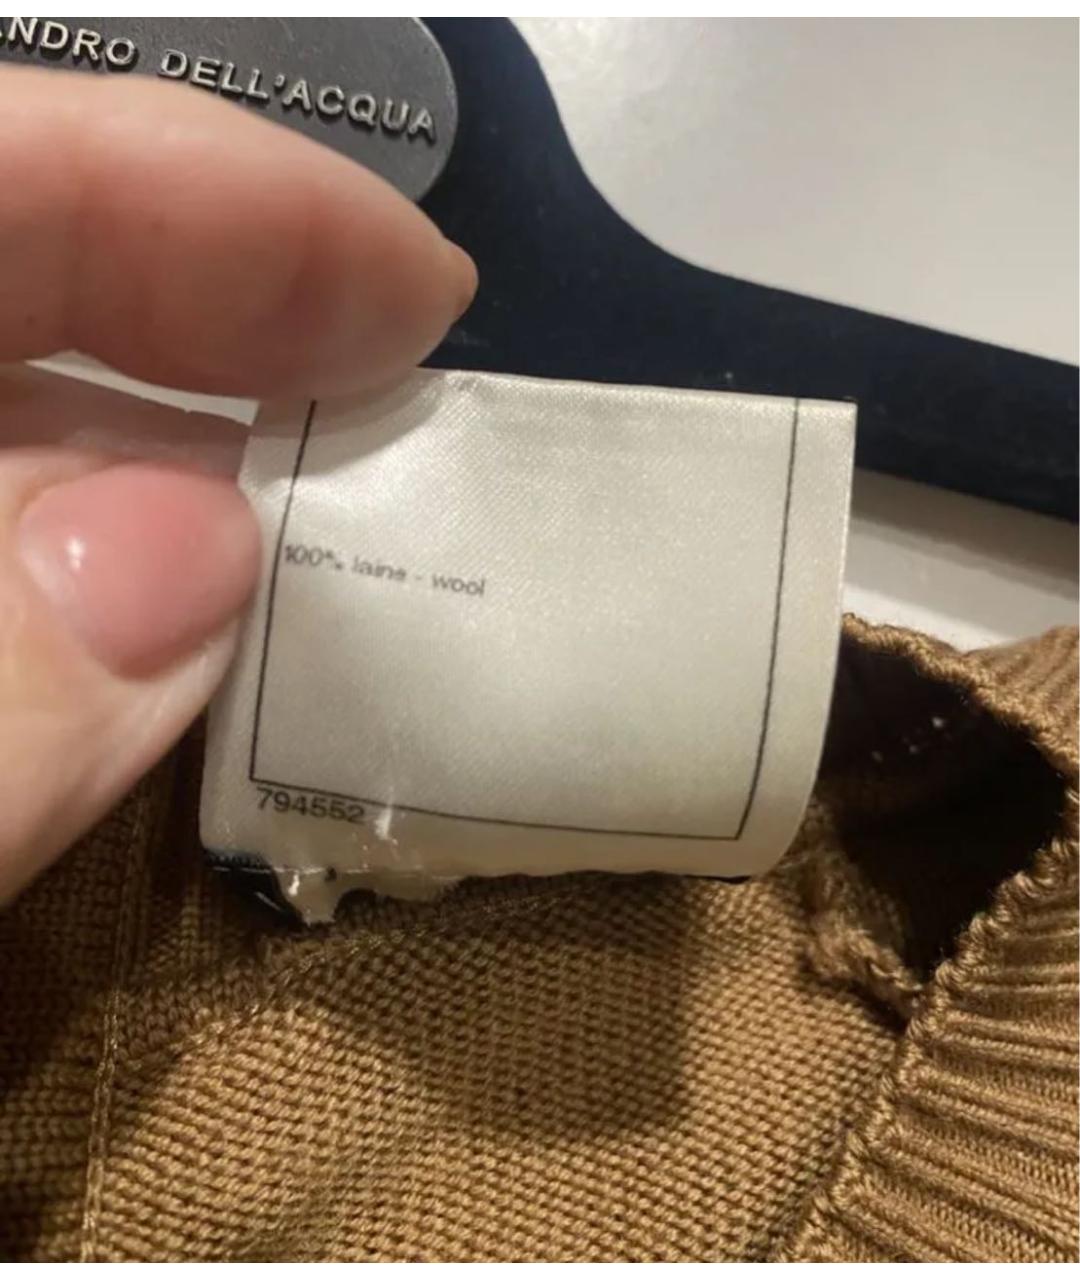 NDRO DELL'ACQUA
100% laine - wool
794552